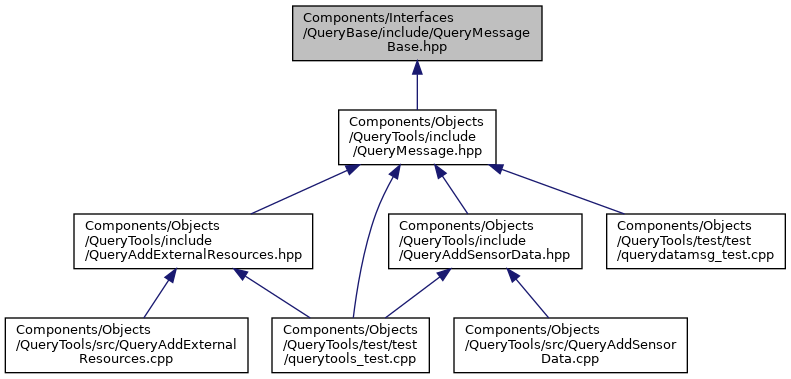 Components/Interfaces
/QueryBase/include/QueryMessage
Base.hpp
Components/Objects
/QueryTools/include
/QueryMessage.hpp
Components/Objects
/QueryTools/include
/QueryAddExternalResources.hpp
Components/Objects
/QueryTools/include
/QueryAddSensorData.hpp
Components/Objects
/QueryTools/test/test
/querydatamsg_test.cpp
Components/Objects
/QueryTools/src/QueryAddExternal
Resources.cpp
Components/Objects
/QueryTools/test/test
/querytools_test.cpp
Components/Objects
/QueryTools/src/QueryAddSensor
Data.cpp